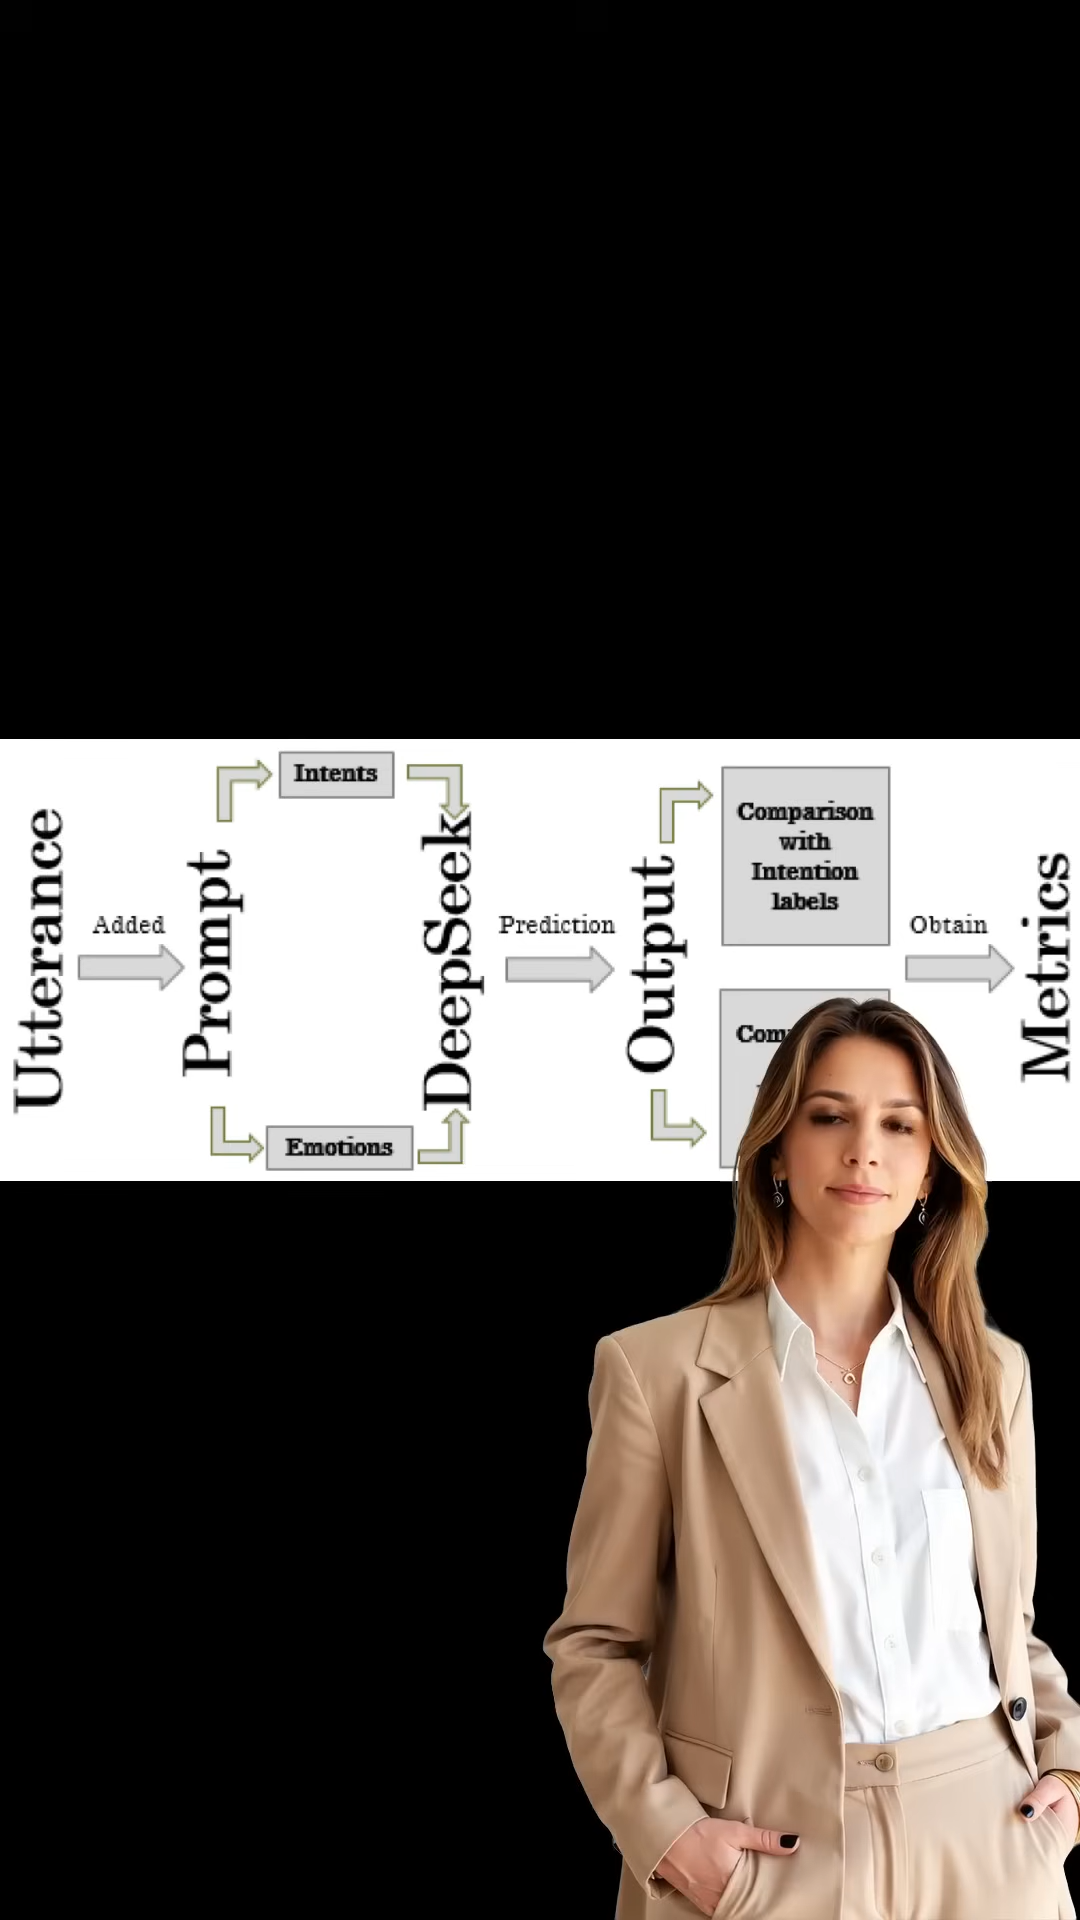 Utterance
Added
Prompt
Intents
Emotions
DeepSeek
Prediction
Output
Comparison
with
Intention
labels
Obtain
Metrics